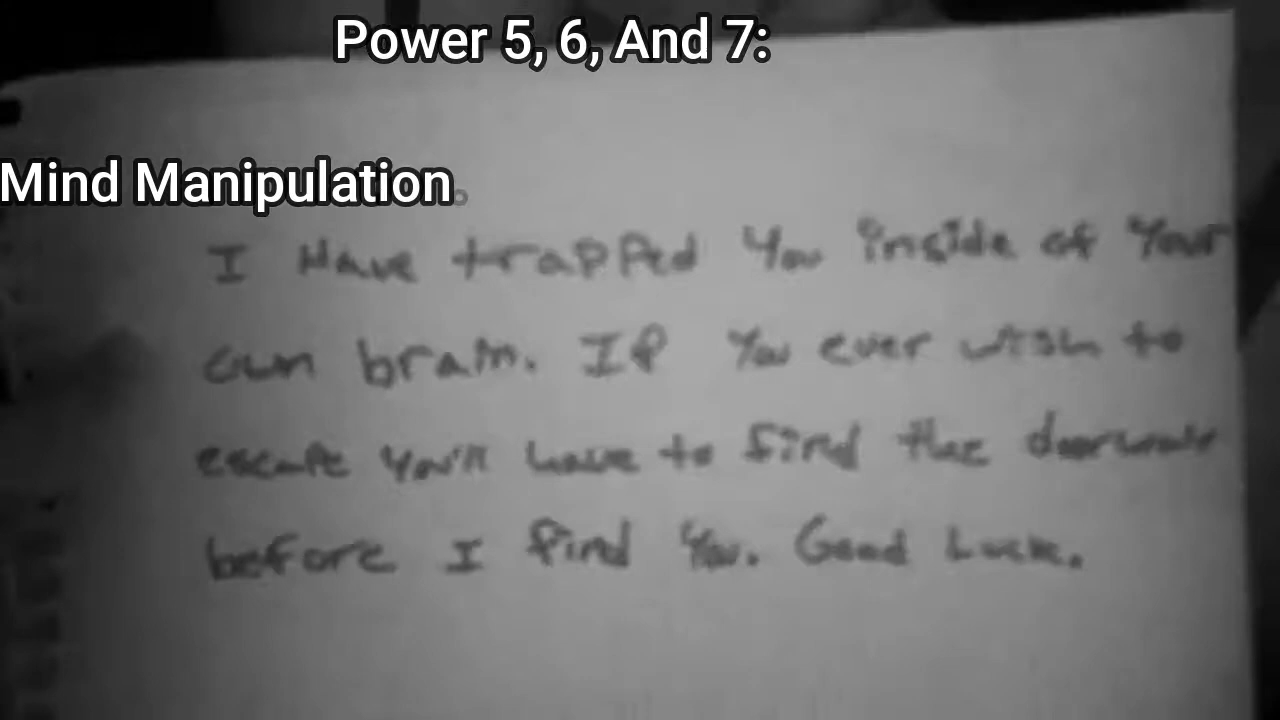 Power 5, 6, And 7:
Mind Manipulation.
I Have trapped You inside of Your
own brain. If You ever wish to
escape You'll have to find the doorway
before I find You. Good Luck.